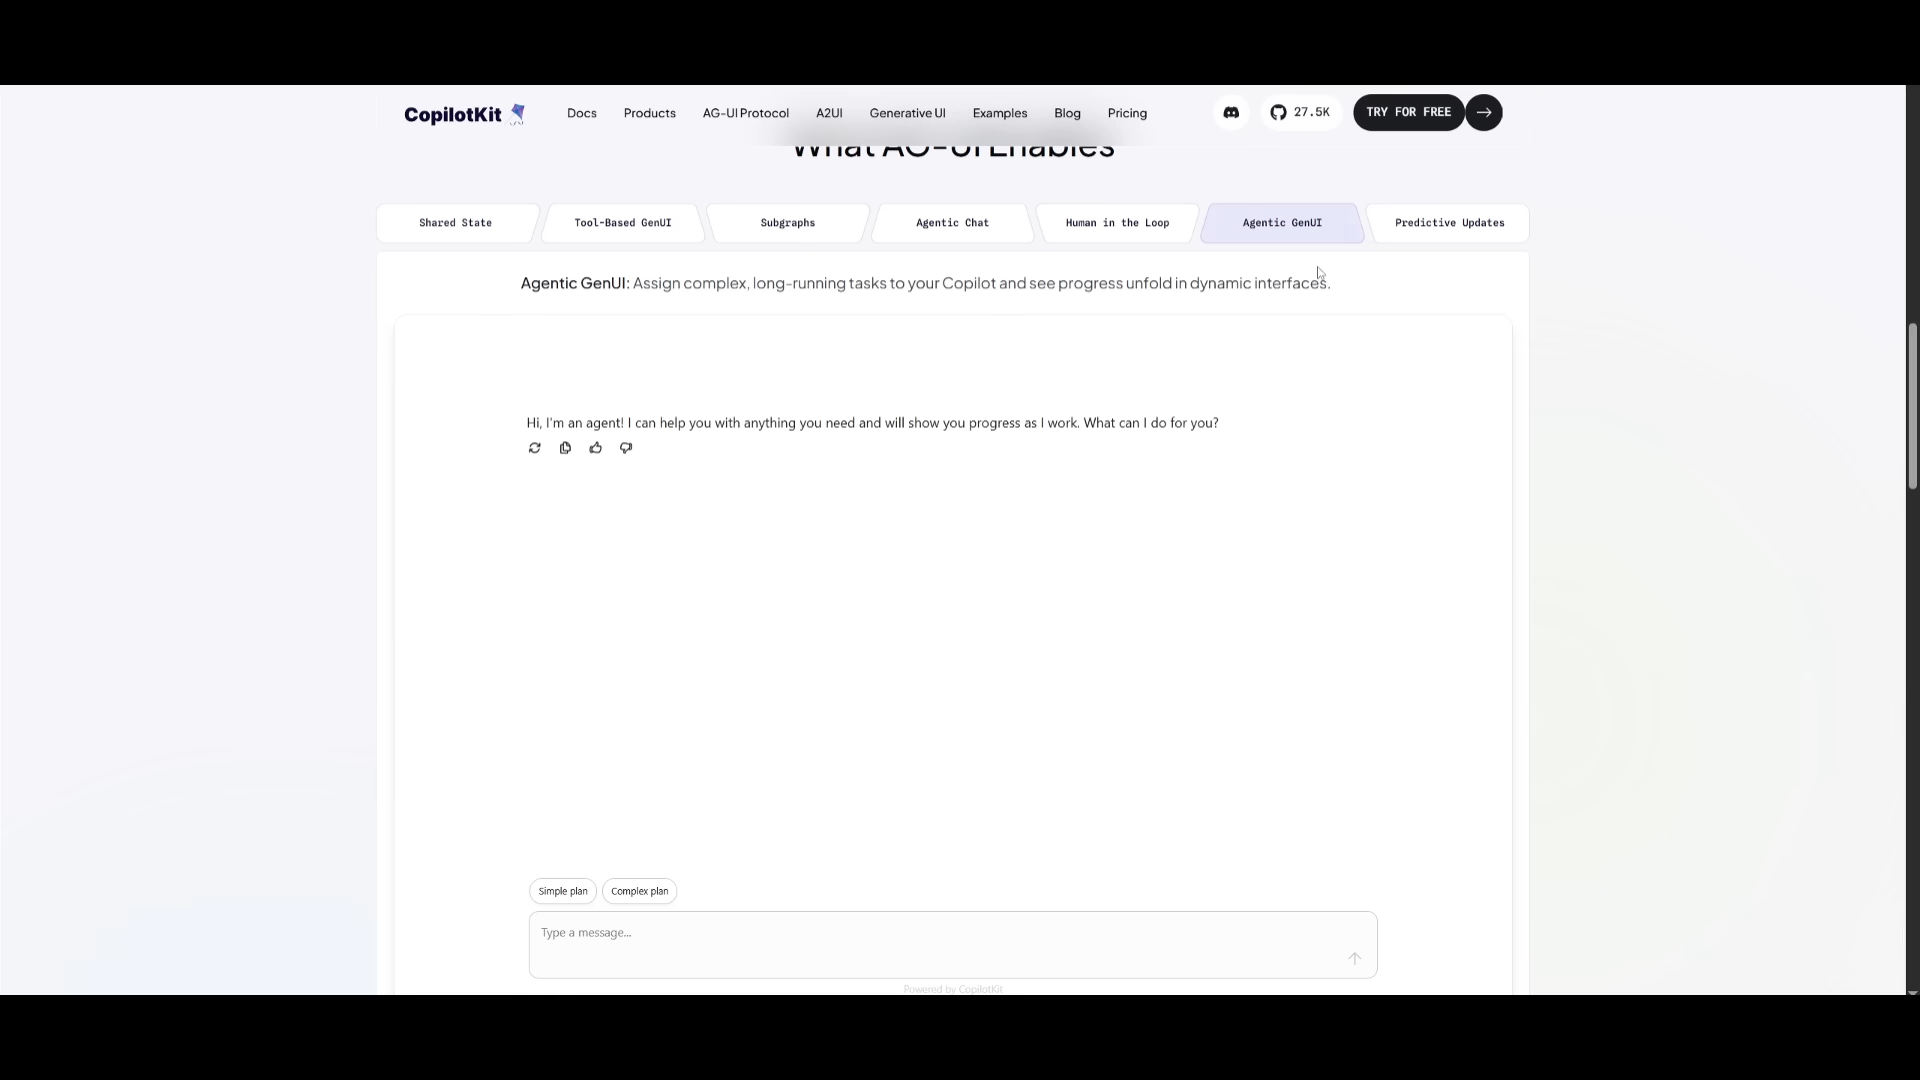 CopilotKit
Docs Products AG-UI Protocol A2UI Generative UI Examples Blog Pricing 27.5K TRY FOR FREE
What AG-UI Enables
Shared State Tool-Based GenUI Subgraphs Agentic Chat Human in the Loop Agentic GenUI Predictive Updates
Agentic GenUI: Assign complex, long-running tasks to your Copilot and see progress unfold in dynamic interfaces.
Hi, I'm an agent! I can help you with anything you need and will show you progress as I work. What can I do for you?
Simple plan Complex plan
Type a message...
Powered by CopilotKit